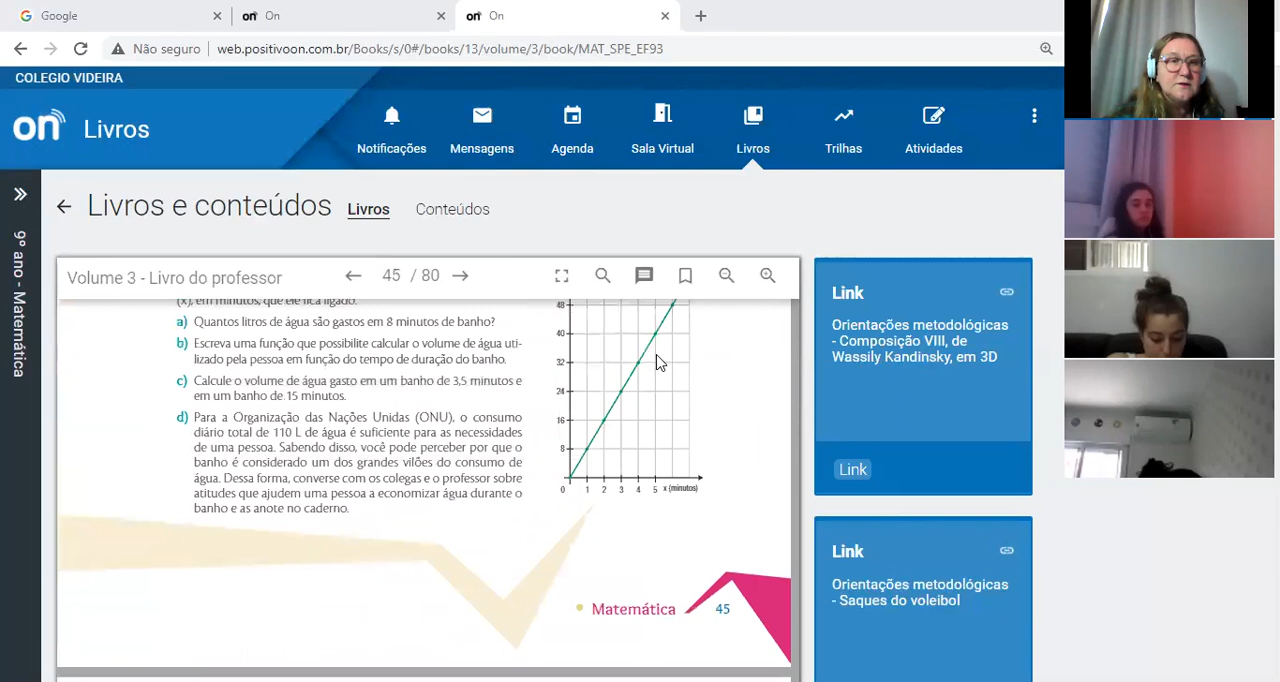 Google
On
On
Não seguro
web.positivoon.com.br/Books/s/0#/books/13/volume/3/book/MAT_SPE_EF93
COLEGIO VIDEIRA
on
Livros
Notificações
Mensagens
Agenda
Sala Virtual
Livros
Trilhas
Atividades
9º ano - Matemática
Livros e conteúdos
Livros
Conteúdos
Volume 3 - Livro do professor
45 / 80
(x), em minutos, que ele fica ligado.
a) Quantos litros de água são gastos em 8 minutos de banho?
b) Escreva uma função que possibilite calcular o volume de água uti-
lizado pela pessoa em função do tempo de duração do banho.
c) Calcule o volume de água gasto em um banho de 3,5 minutos e
em um banho de 15 minutos.
d) Para a Organização das Nações Unidas (ONU), o consumo
diário total de 110 L de água é suficiente para as necessidades
de uma pessoa. Sabendo disso, você pode perceber por que o
banho é considerado um dos grandes vilões do consumo de
água. Dessa forma, converse com os colegas e o professor sobre
atitudes que ajudem uma pessoa a economizar água durante o
banho e as anote no caderno.
48
40
32
24
16
8
0 1 2 3 4 5 x (minutos)
Matemática 45
Link
Orientações metodológicas
- Composição VIII, de
Wassily Kandinsky, em 3D
Link
Link
Orientações metodológicas
- Saques do voleibol